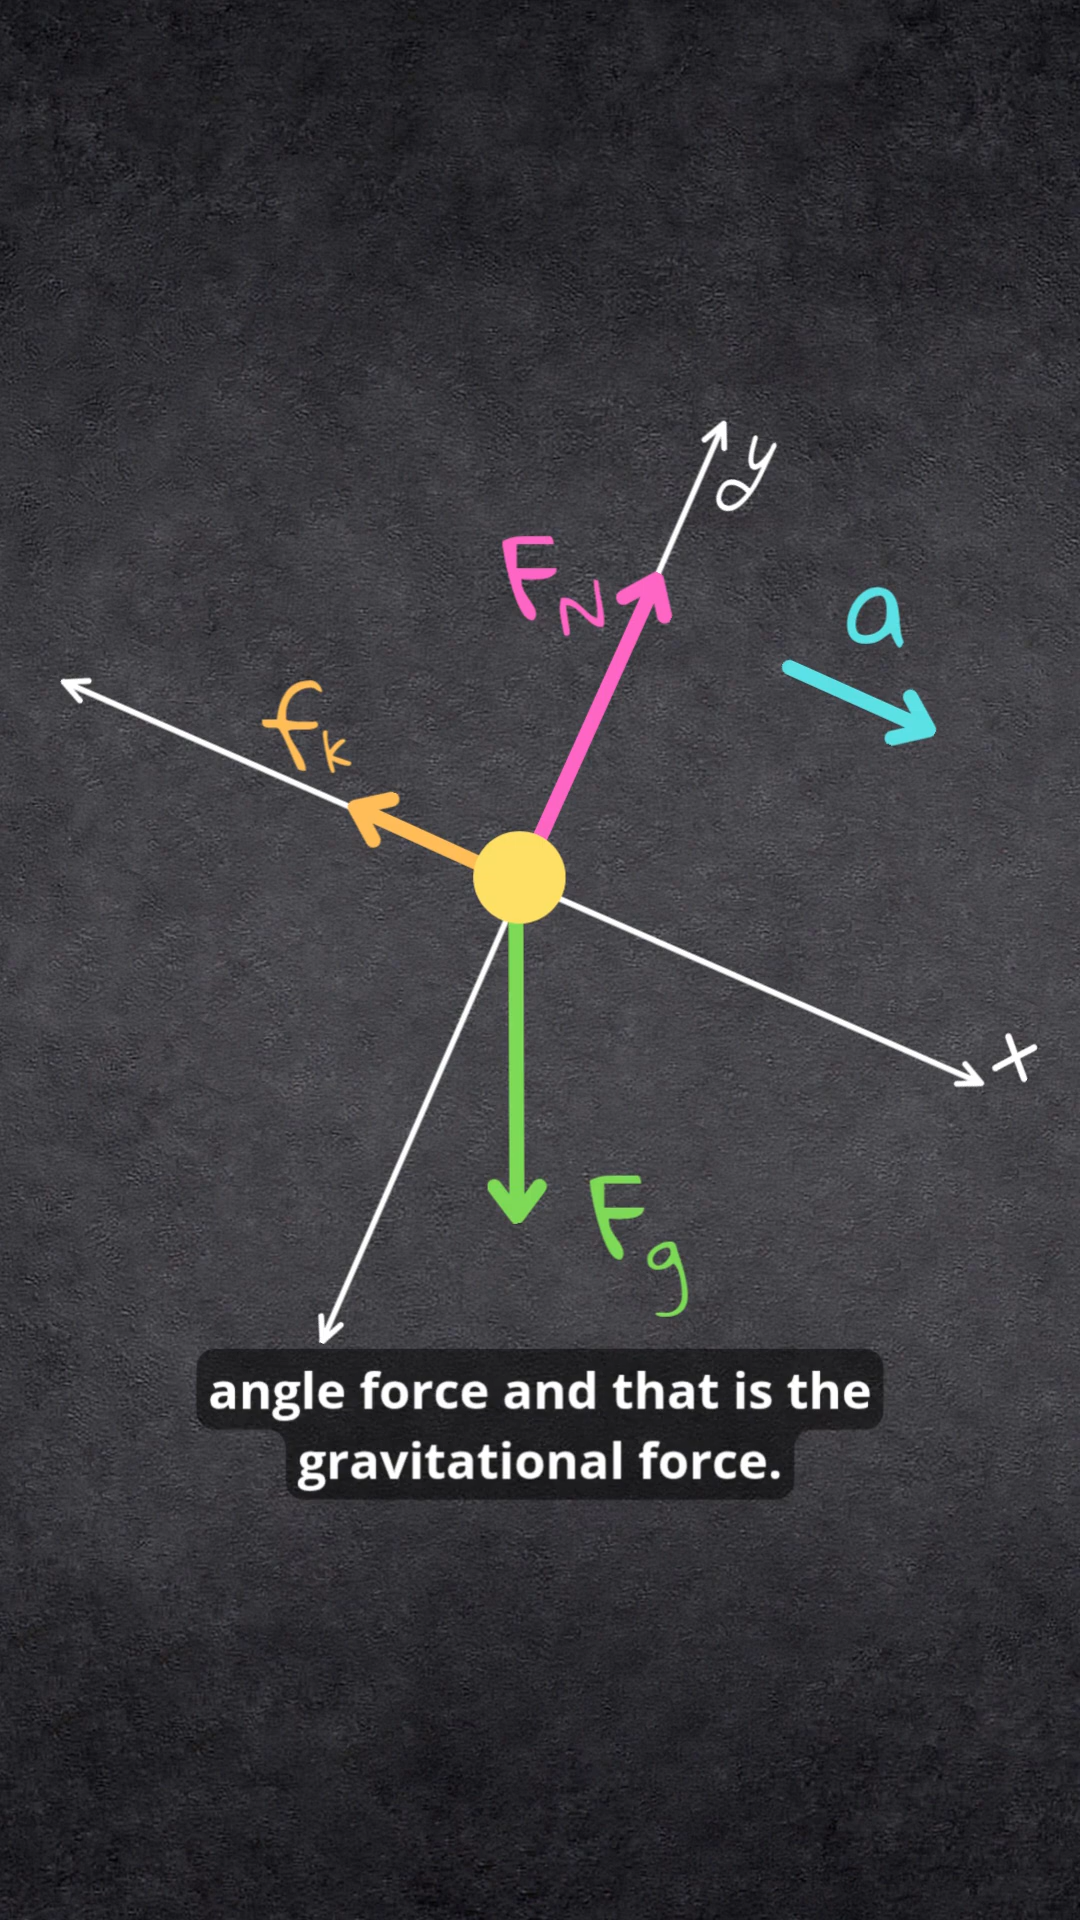 y
F_N
a
f_k
x
F_g
angle force and that is the
gravitational force.